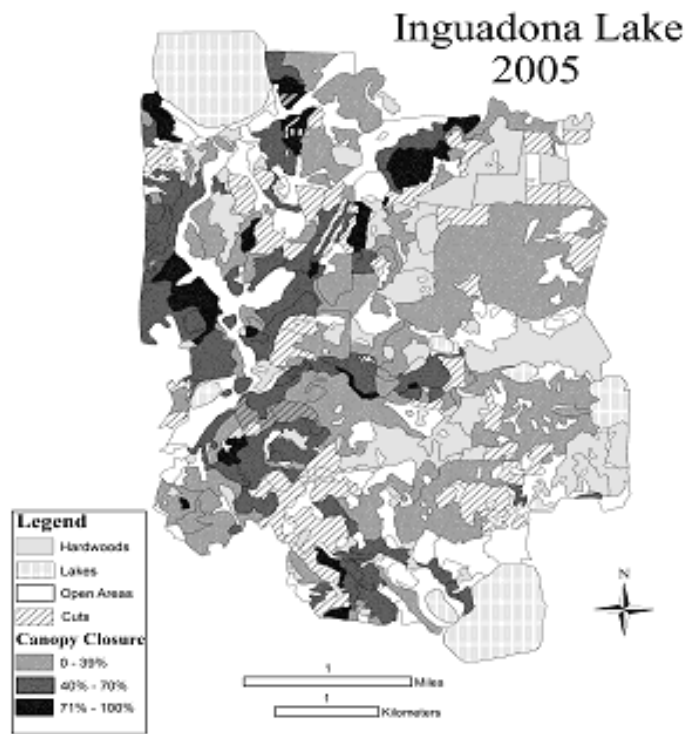 Inguadona Lake
2005
Legend
Hardwoods
Lakes
Open Areas
Cuts
Canopy Closure
0 - 39%
40% - 70%
71% - 100%
N
1
Miles
1
Kilometers